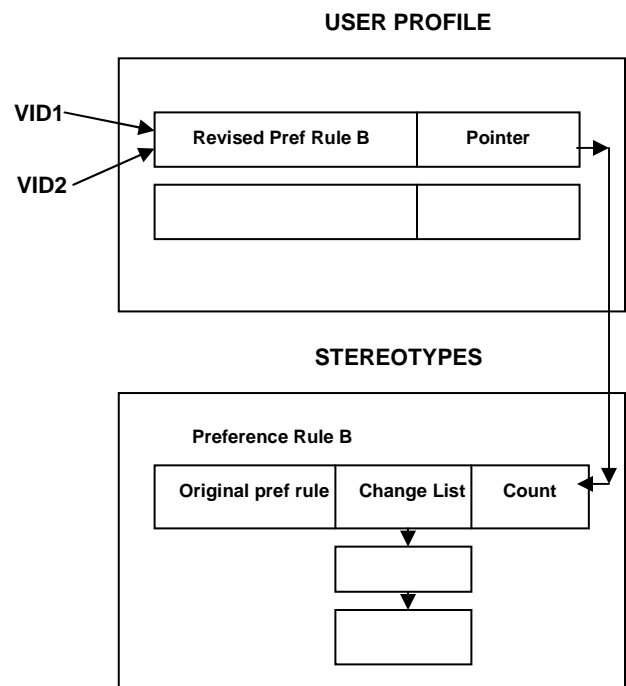 USER PROFILE
VID1
Revised Pref Rule B
Pointer
VID2
STEREOTYPES
Preference Rule B
Original pref rule
Change List
Count